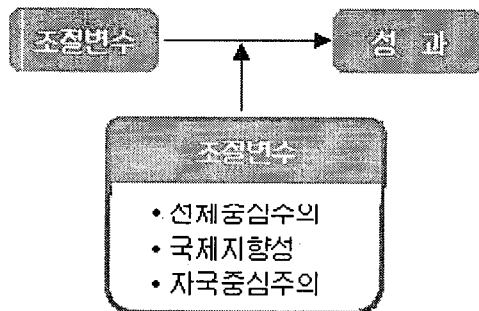 조절변수
성 과
조절변수
• 선제중심주의
• 국제지향성
• 자국중심주의